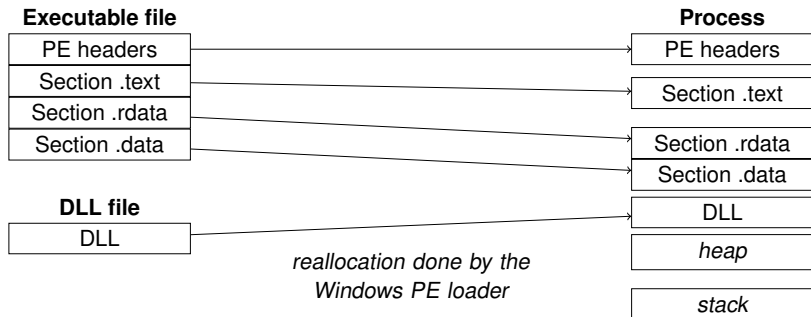 Executable file
PE headers
Section .text
Section .rdata
Section .data
DLL file
DLL
reallocation done by the
Windows PE loader
Process
PE headers
Section .text
Section .rdata
Section .data
DLL
heap
stack